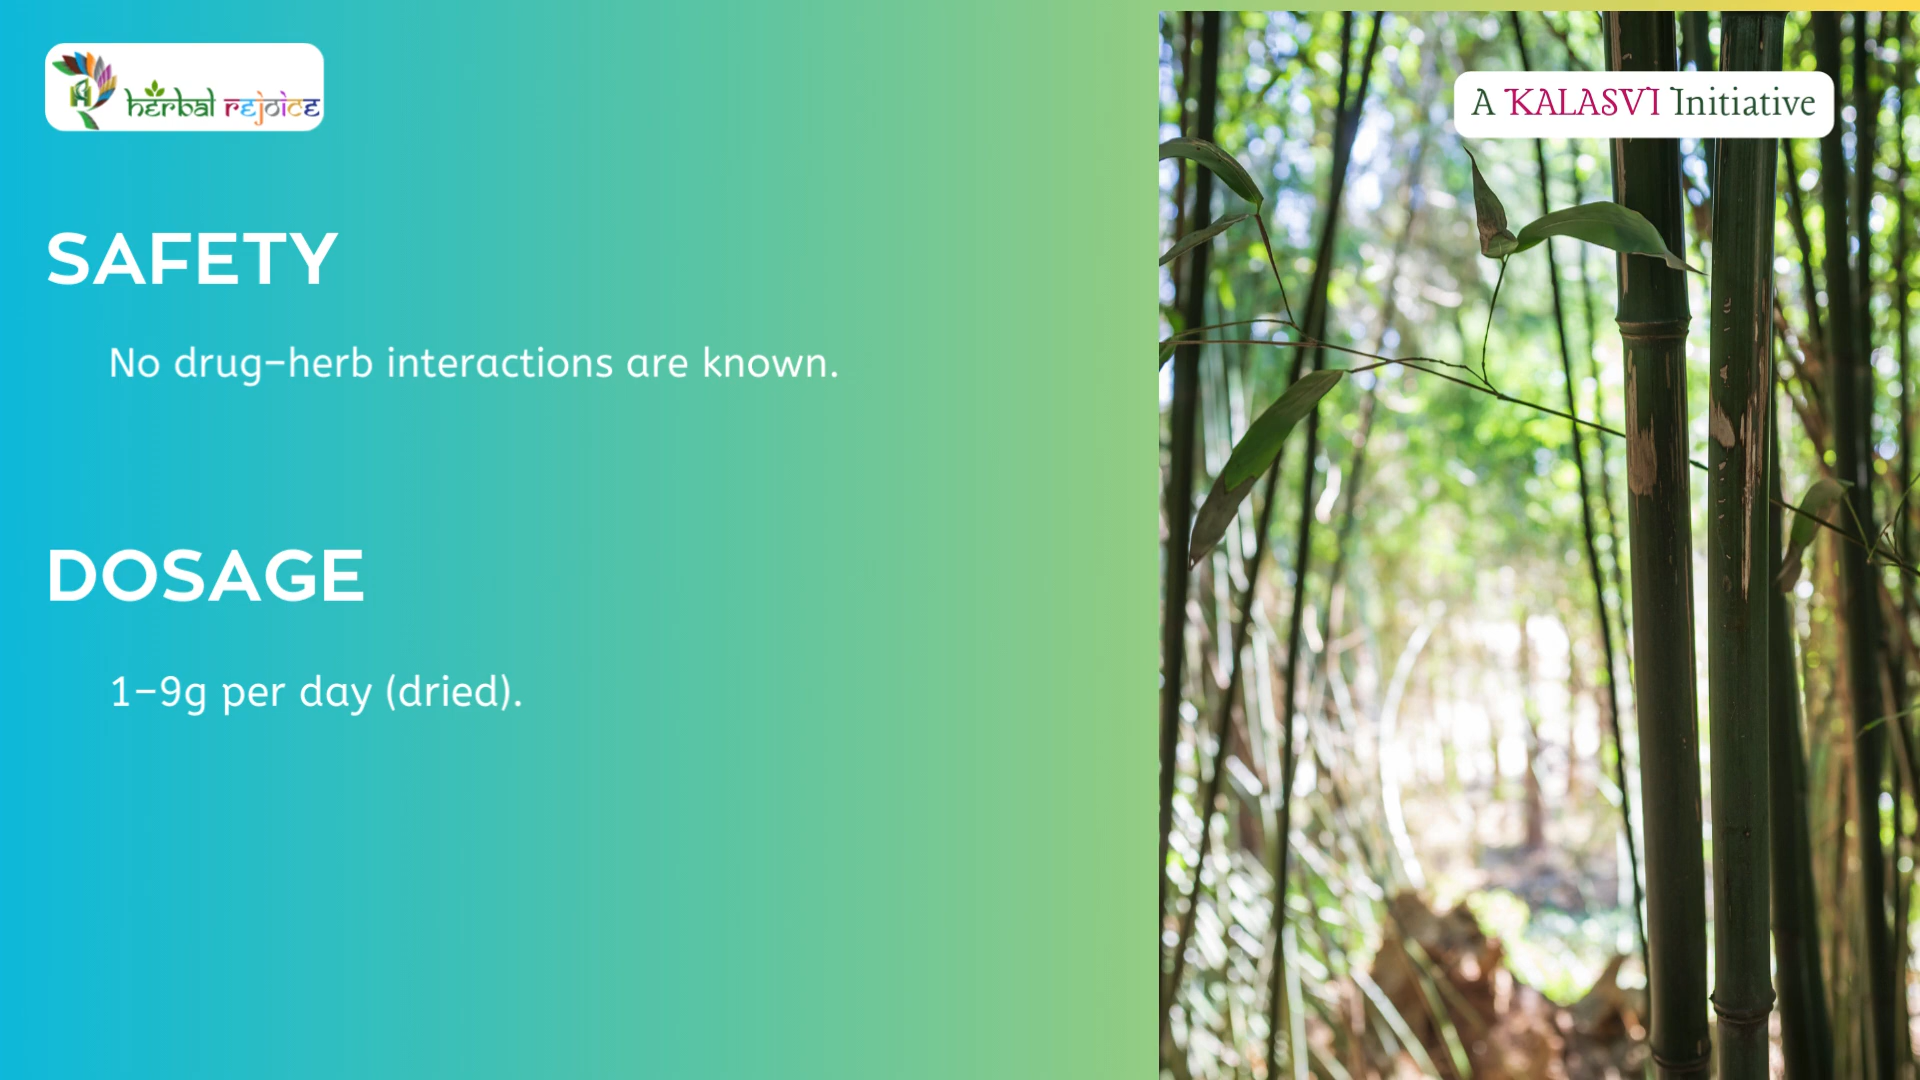 herbal rejoice
A KALASVI Initiative
SAFETY
No drug–herb interactions are known.
DOSAGE
1–9g per day (dried).